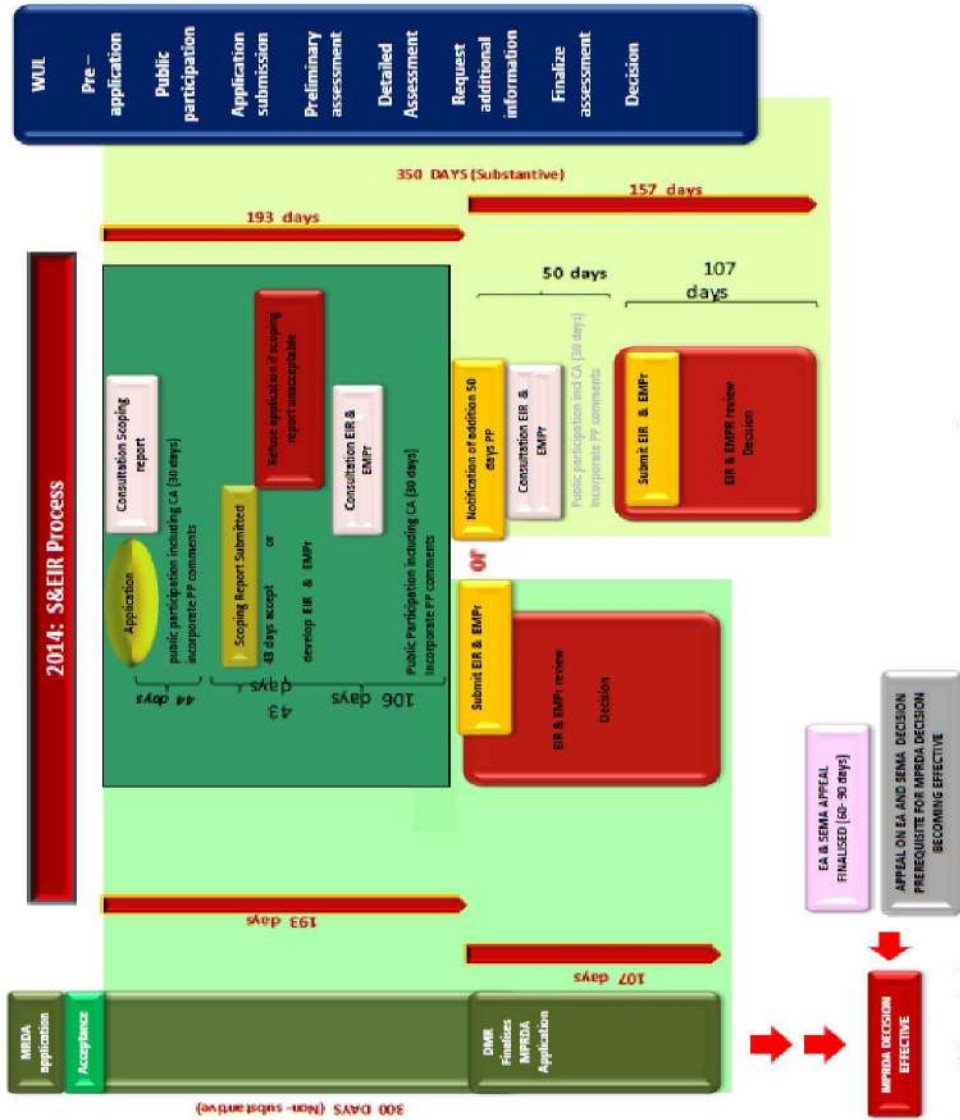 2014: S&EIR Process
MRDA
application
Acceptance
300 DAYS (Non-substantive)
193 days
107 days
DMR
Finalises
MPRDA
Application
MPRDA DECISION
EFFECTIVE
EA & SEMA APPEAL
FINALISED (60-90 days)
APPEAL ON EA AND SEMA DECISION
PREREQUISITE FOR MPRDA DECISION
BECOMING EFFECTIVE
Application
Consultation Scoping
report
44
days
public participation including CA (30 days)
incorporate PP comments
Scoping Report Submitted
Refuse application if scoping
report unacceptable
43
days
43 days accept or
develop EIR & EMPr
106 days
Consultation EIR &
EMPr
Public Participation including CA (30 days)
Incorporate PP comments
Submit EIR & EMPr
EIR & EMPr review
Decision
or
Notification of addition 50
days PP
Consultation EIR &
EMPr
Public participation incl CA (30 days)
Incorporate PP comments
Submit EIR & EMPr
EIR & EMPR review
Decision
50 days
107
days
193 days
350 DAYS (Substantive)
157 days
WUL
Pre –
application
Public
participation
Application
submission
Preliminary
assessment
Detailed
Assessment
Request
additional
information
Finalize
assessment
Decision